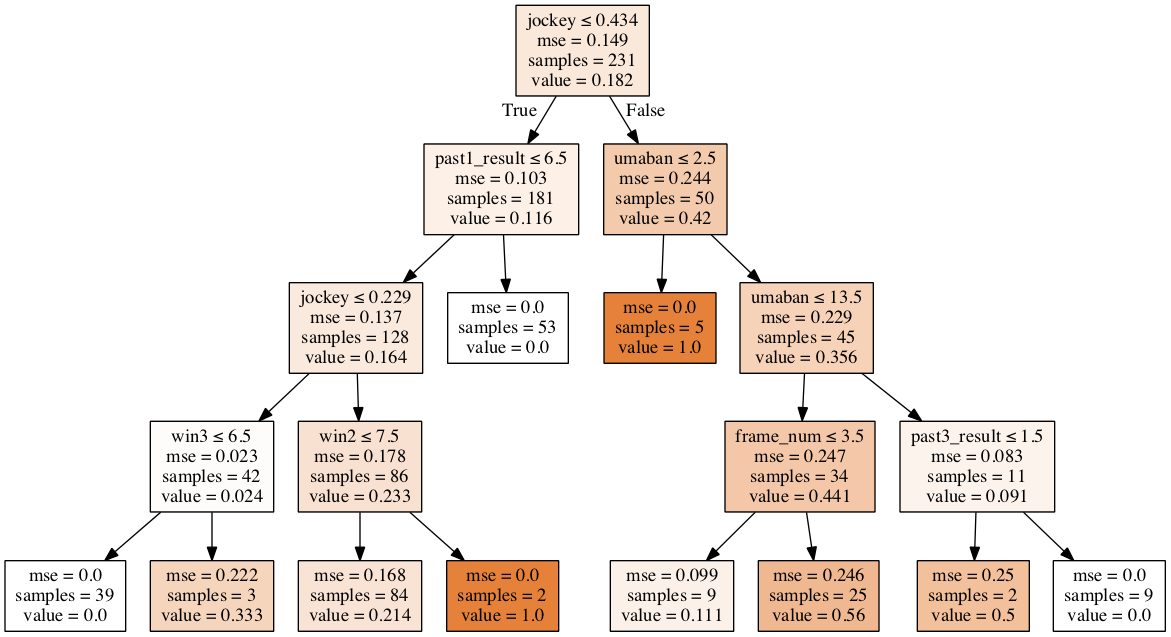 jockey ≤ 0.434
mse = 0.149
samples = 231
value = 0.182
True
False
past1_result ≤ 6.5
mse = 0.103
samples = 181
value = 0.116
umaban ≤ 2.5
mse = 0.244
samples = 50
value = 0.42
jockey ≤ 0.229
mse = 0.137
samples = 128
value = 0.164
mse = 0.0
samples = 53
value = 0.0
mse = 0.0
samples = 5
value = 1.0
umaban ≤ 13.5
mse = 0.229
samples = 45
value = 0.356
win3 ≤ 6.5
mse = 0.023
samples = 42
value = 0.024
win2 ≤ 7.5
mse = 0.178
samples = 86
value = 0.233
frame_num ≤ 3.5
mse = 0.247
samples = 34
value = 0.441
past3_result ≤ 1.5
mse = 0.083
samples = 11
value = 0.091
mse = 0.0
samples = 39
value = 0.0
mse = 0.222
samples = 3
value = 0.333
mse = 0.168
samples = 84
value = 0.214
mse = 0.0
samples = 2
value = 1.0
mse = 0.099
samples = 9
value = 0.111
mse = 0.246
samples = 25
value = 0.56
mse = 0.25
samples = 2
value = 0.5
mse = 0.0
samples = 9
value = 0.0